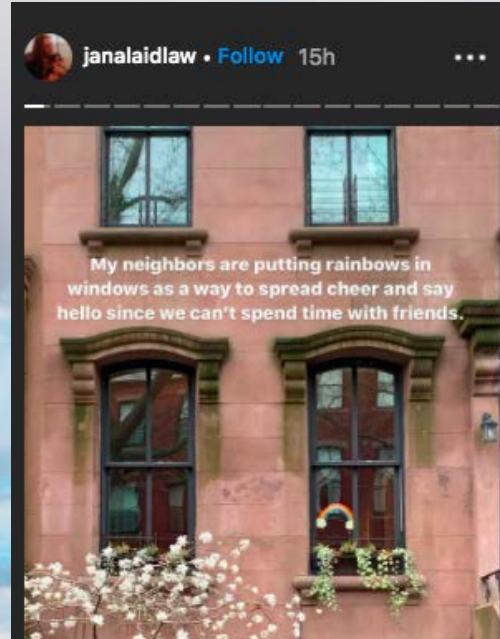 janalaidlaw • Follow 15h
My neighbors are putting rainbows in
windows as a way to spread cheer and say
hello since we can't spend time with friends.